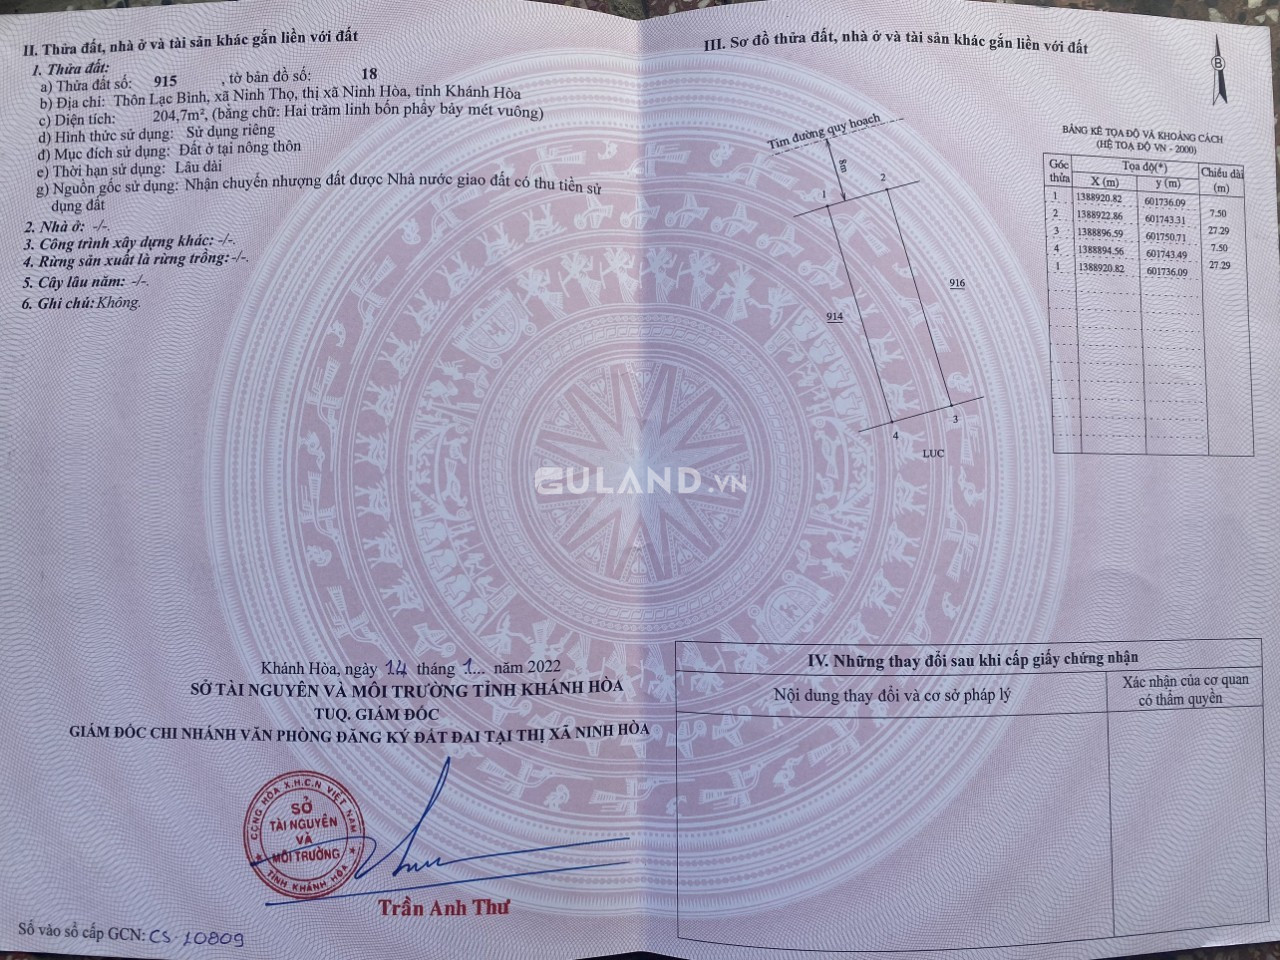 II. Thửa đất, nhà ở và tài sản khác gắn liền với đất
1. Thửa đất:
a) Thửa đất số: 915 , tờ bản đồ số: 18
b) Địa chỉ: Thôn Lạc Bình, xã Ninh Thọ, thị xã Ninh Hòa, tỉnh Khánh Hòa
c) Diện tích: 204,7m², (bằng chữ: Hai trăm linh bốn phẩy bảy mét vuông)
d) Hình thức sử dụng: Sử dụng riêng
đ) Mục đích sử dụng: Đất ở tại nông thôn
e) Thời hạn sử dụng: Lâu dài
g) Nguồn gốc sử dụng: Nhận chuyển nhượng đất được Nhà nước giao đất có thu tiền sử
dụng đất
2. Nhà ở: -/-.
3. Công trình xây dựng khác: -/-.
4. Rừng sản xuất là rừng trồng: -/-.
5. Cây lâu năm: -/-.
6. Ghi chú: Không.
Khánh Hòa, ngày 14 tháng 1... năm 2022
SỞ TÀI NGUYÊN VÀ MÔI TRƯỜNG TỈNH KHÁNH HÒA
TUQ. GIÁM ĐỐC
GIÁM ĐỐC CHI NHÁNH VĂN PHÒNG ĐĂNG KÝ ĐẤT ĐAI TẠI THỊ XÃ NINH HÒA
CỘNG HÒA X.H.C.N VIỆT NAM
SỞ
TÀI NGUYÊN
VÀ
MÔI TRƯỜNG
TỈNH KHÁNH HÒA
Trần Anh Thư
Số vào sổ cấp GCN: CS-10809
III. Sơ đồ thửa đất, nhà ở và tài sản khác gắn liền với đất
B
Tim đường quy hoạch
8m
1
2
914
916
3
4
LUC
BẢNG KÊ TỌA ĐỘ VÀ KHOẢNG CÁCH
(HỆ TOẠ ĐỘ VN - 2000)
Góc thửa Tọa độ(*) Chiều dài
X (m) y (m) (m)
1 1388920.82 601736.09
7.50
2 1388922.86 601743.31
27.29
3 1388896.59 601750.71
7.50
4 1388894.56 601743.49
27.29
1 1388920.82 601736.09
GULAND.VN
IV. Những thay đổi sau khi cấp giấy chứng nhận
Nội dung thay đổi và cơ sở pháp lý
Xác nhận của cơ quan
có thẩm quyền